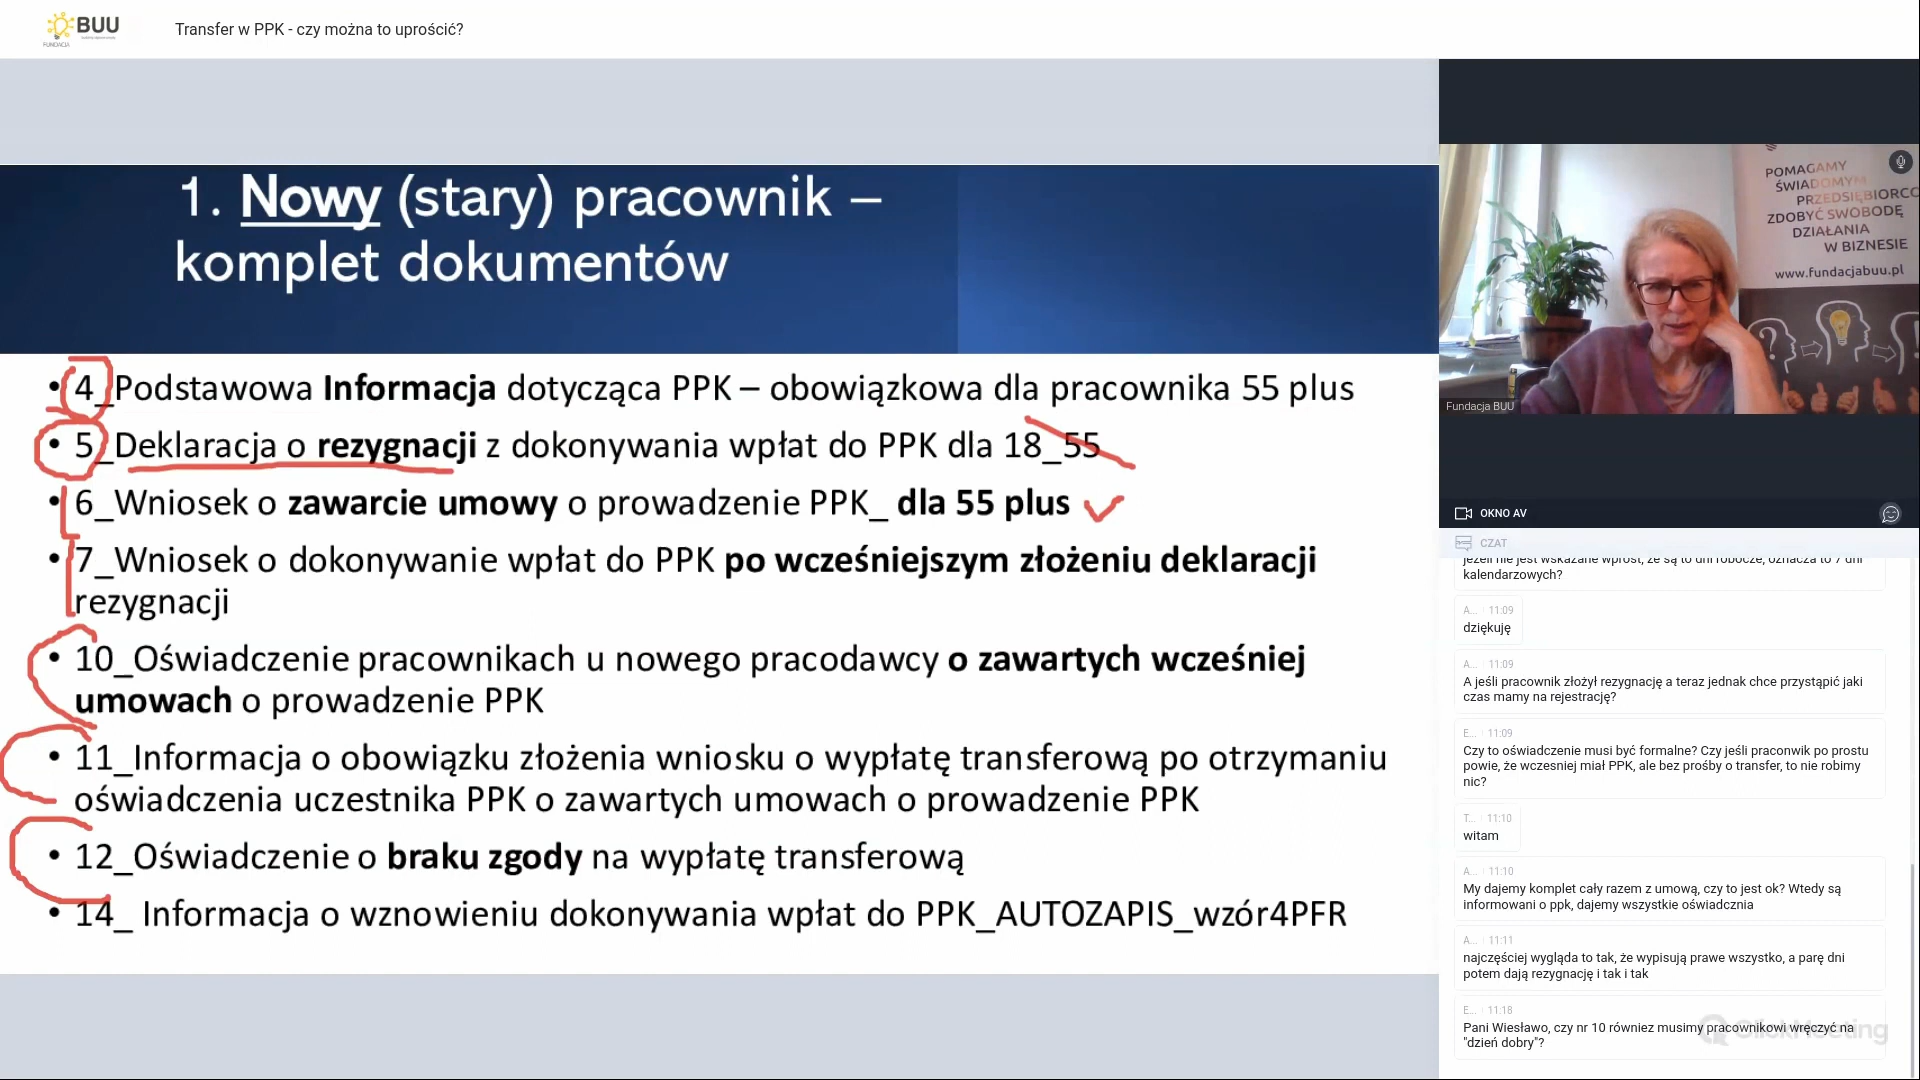 BUU
FUNDACJA
Transfer w PPK - czy można to uprościć?
1. Nowy (stary) pracownik –
komplet dokumentów
• 4_Podstawowa Informacja dotycząca PPK – obowiązkowa dla pracownika 55 plus
• 5_Deklaracja o rezygnacji z dokonywania wpłat do PPK dla 18_55
• 6_Wniosek o zawarcie umowy o prowadzenie PPK_ dla 55 plus
• 7_Wniosek o dokonywanie wpłat do PPK po wcześniejszym złożeniu deklaracji
rezygnacji
• 10_Oświadczenie pracownikach u nowego pracodawcy o zawartych wcześniej
umowach o prowadzenie PPK
• 11_Informacja o obowiązku złożenia wniosku o wypłatę transferową po otrzymaniu
oświadczenia uczestnika PPK o zawartych umowach o prowadzenie PPK
• 12_Oświadczenie o braku zgody na wypłatę transferową
• 14_ Informacja o wznowieniu dokonywania wpłat do PPK_AUTOZAPIS_wzór4PFR
POMAGAMY
ŚWIADOMYM
PRZEDSIĘBIORCO
ZDOBYĆ SWOBODĘ
DZIAŁANIA
W BIZNESIE
www.fundacjabuu.pl
Fundacja BUU
OKNO AV
CZAT
jeżeli nie jest wskazane wprost, że są to dni robocze, oznacza to 7 dni
kalendarzowych?
A... 11:09
dziękuję
A... 11:09
A jeśli pracownik złożył rezygnację a teraz jednak chce przystąpić jaki
czas mamy na rejestrację?
E... 11:09
Czy to oświadczenie musi być formalne? Czy jeśli praconwik po prostu
powie, że wczesniej miał PPK, ale bez prośby o transfer, to nie robimy
nic?
T... 11:10
witam
A... 11:10
My dajemy komplet cały razem z umową, czy to jest ok? Wtedy są
informowani o ppk, dajemy wszystkie oświadcznia
A... 11:11
najczęściej wygląda to tak, że wypisują prawe wszystko, a parę dni
potem dają rezygnację i tak i tak
E... 11:18
Pani Wiesławo, czy nr 10 równiez musimy pracownikowi wręczyć na
"dzień dobry"?
ClickMeeting